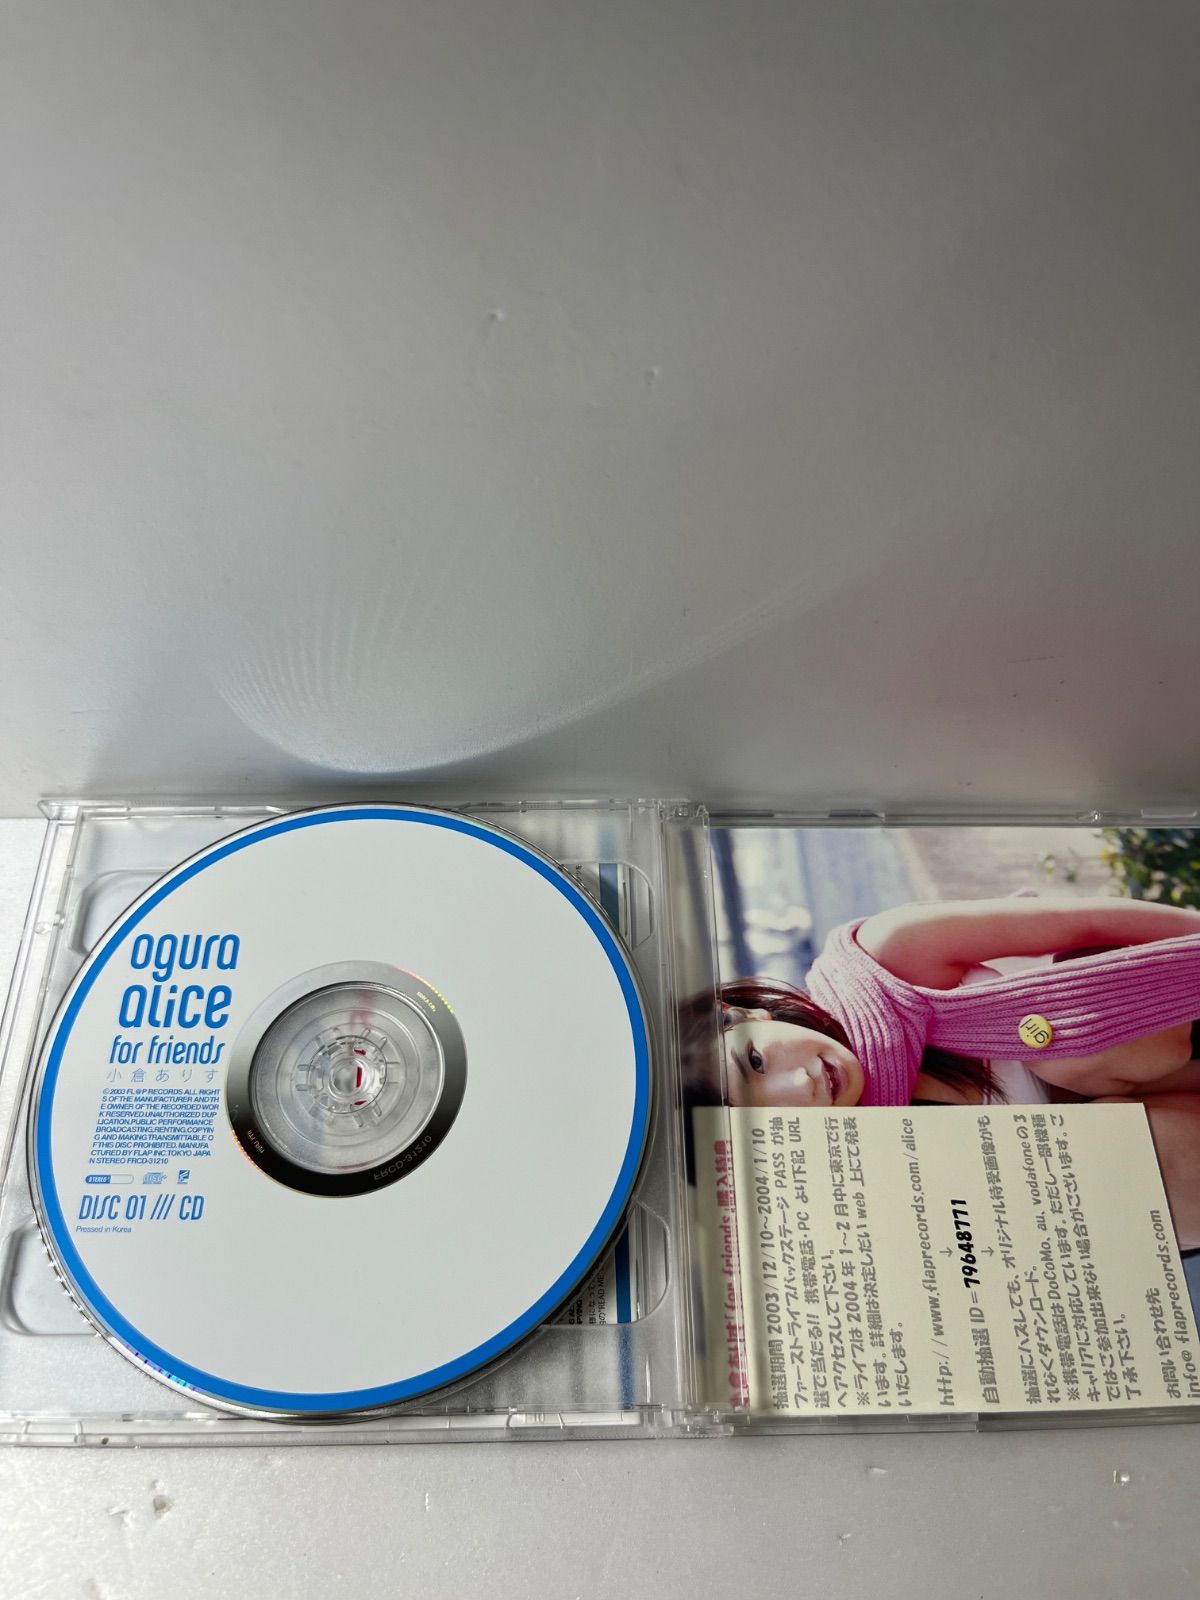 ogura
alice
for friends
小倉ありす
©2003 FL@P RECORDS ALL RIGHT
S OF THE MANUFACTURER AND TH
E OWNER OF THE RECORDED WOR
K RESERVED.UNAUTHORIZED DUP
LICATION,PUBLIC PERFORMANCE
BROADCASTING,RENTING,COPYIN
G AND MAKING TRANSMITTABLE O
F THIS DISC PROHIBITED. MANUFA
CTURED BY FLAP INC.TOKYO JAPA
N STEREO FRCD-31210
STEREO
DISC 01 /// CD
Pressed in Korea
FRCD-31210
girl
「for friends」購入特典
抽選期間 2003/12/10〜2004/1/10
ファーストライブバックステージ PASS が抽
選で当たる!! 携帯電話・PC より下記 URL
へアクセスして下さい。
※ライブは2004年1〜2月中に東京で行
います。詳細は決定しだい web 上にて発表
いたします。
http://www.flaprecords.com/alice
↓
自動抽選 ID = 79648771
↓
抽選にハズレても、オリジナル待受画像がも
れなくダウンロード。
※携帯電話は DoCoMo、au、vodafone の3
キャリアに対応しています。ただし一部機種
ではご参加出来ない場合がございます。ご
了承下さい。
お問い合わせ先
info@flaprecords.com